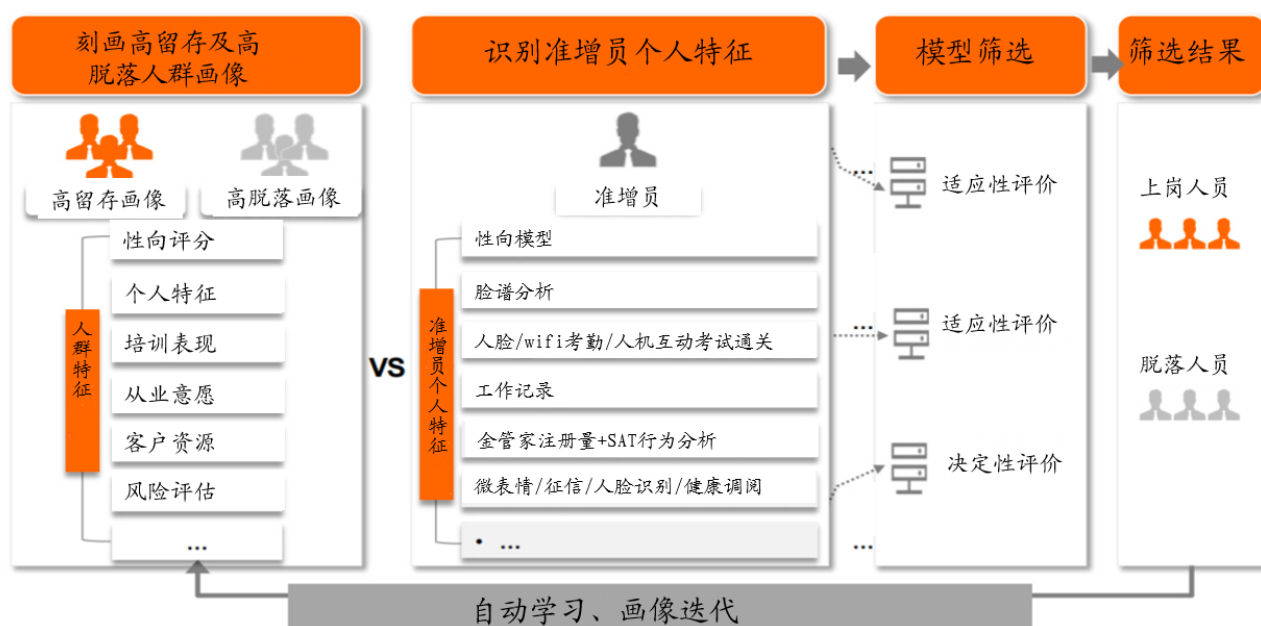 刻画高留存及高
脱落人群画像
识别准增员个人特征
模型筛选
筛选结果
高留存画像
高脱落画像
人群特征
性向评分
个人特征
培训表现
从业意愿
客户资源
风险评估
...
VS
准增员
准增员个人特征
性向模型
脸谱分析
人脸/wifi考勤/人机互动考试通关
工作记录
金管家注册量+SAT行为分析
微表情/征信/人脸识别/健康调阅
• ...
...
适应性评价
...
适应性评价
决定性评价
...
上岗人员
脱落人员
自动学习、画像迭代